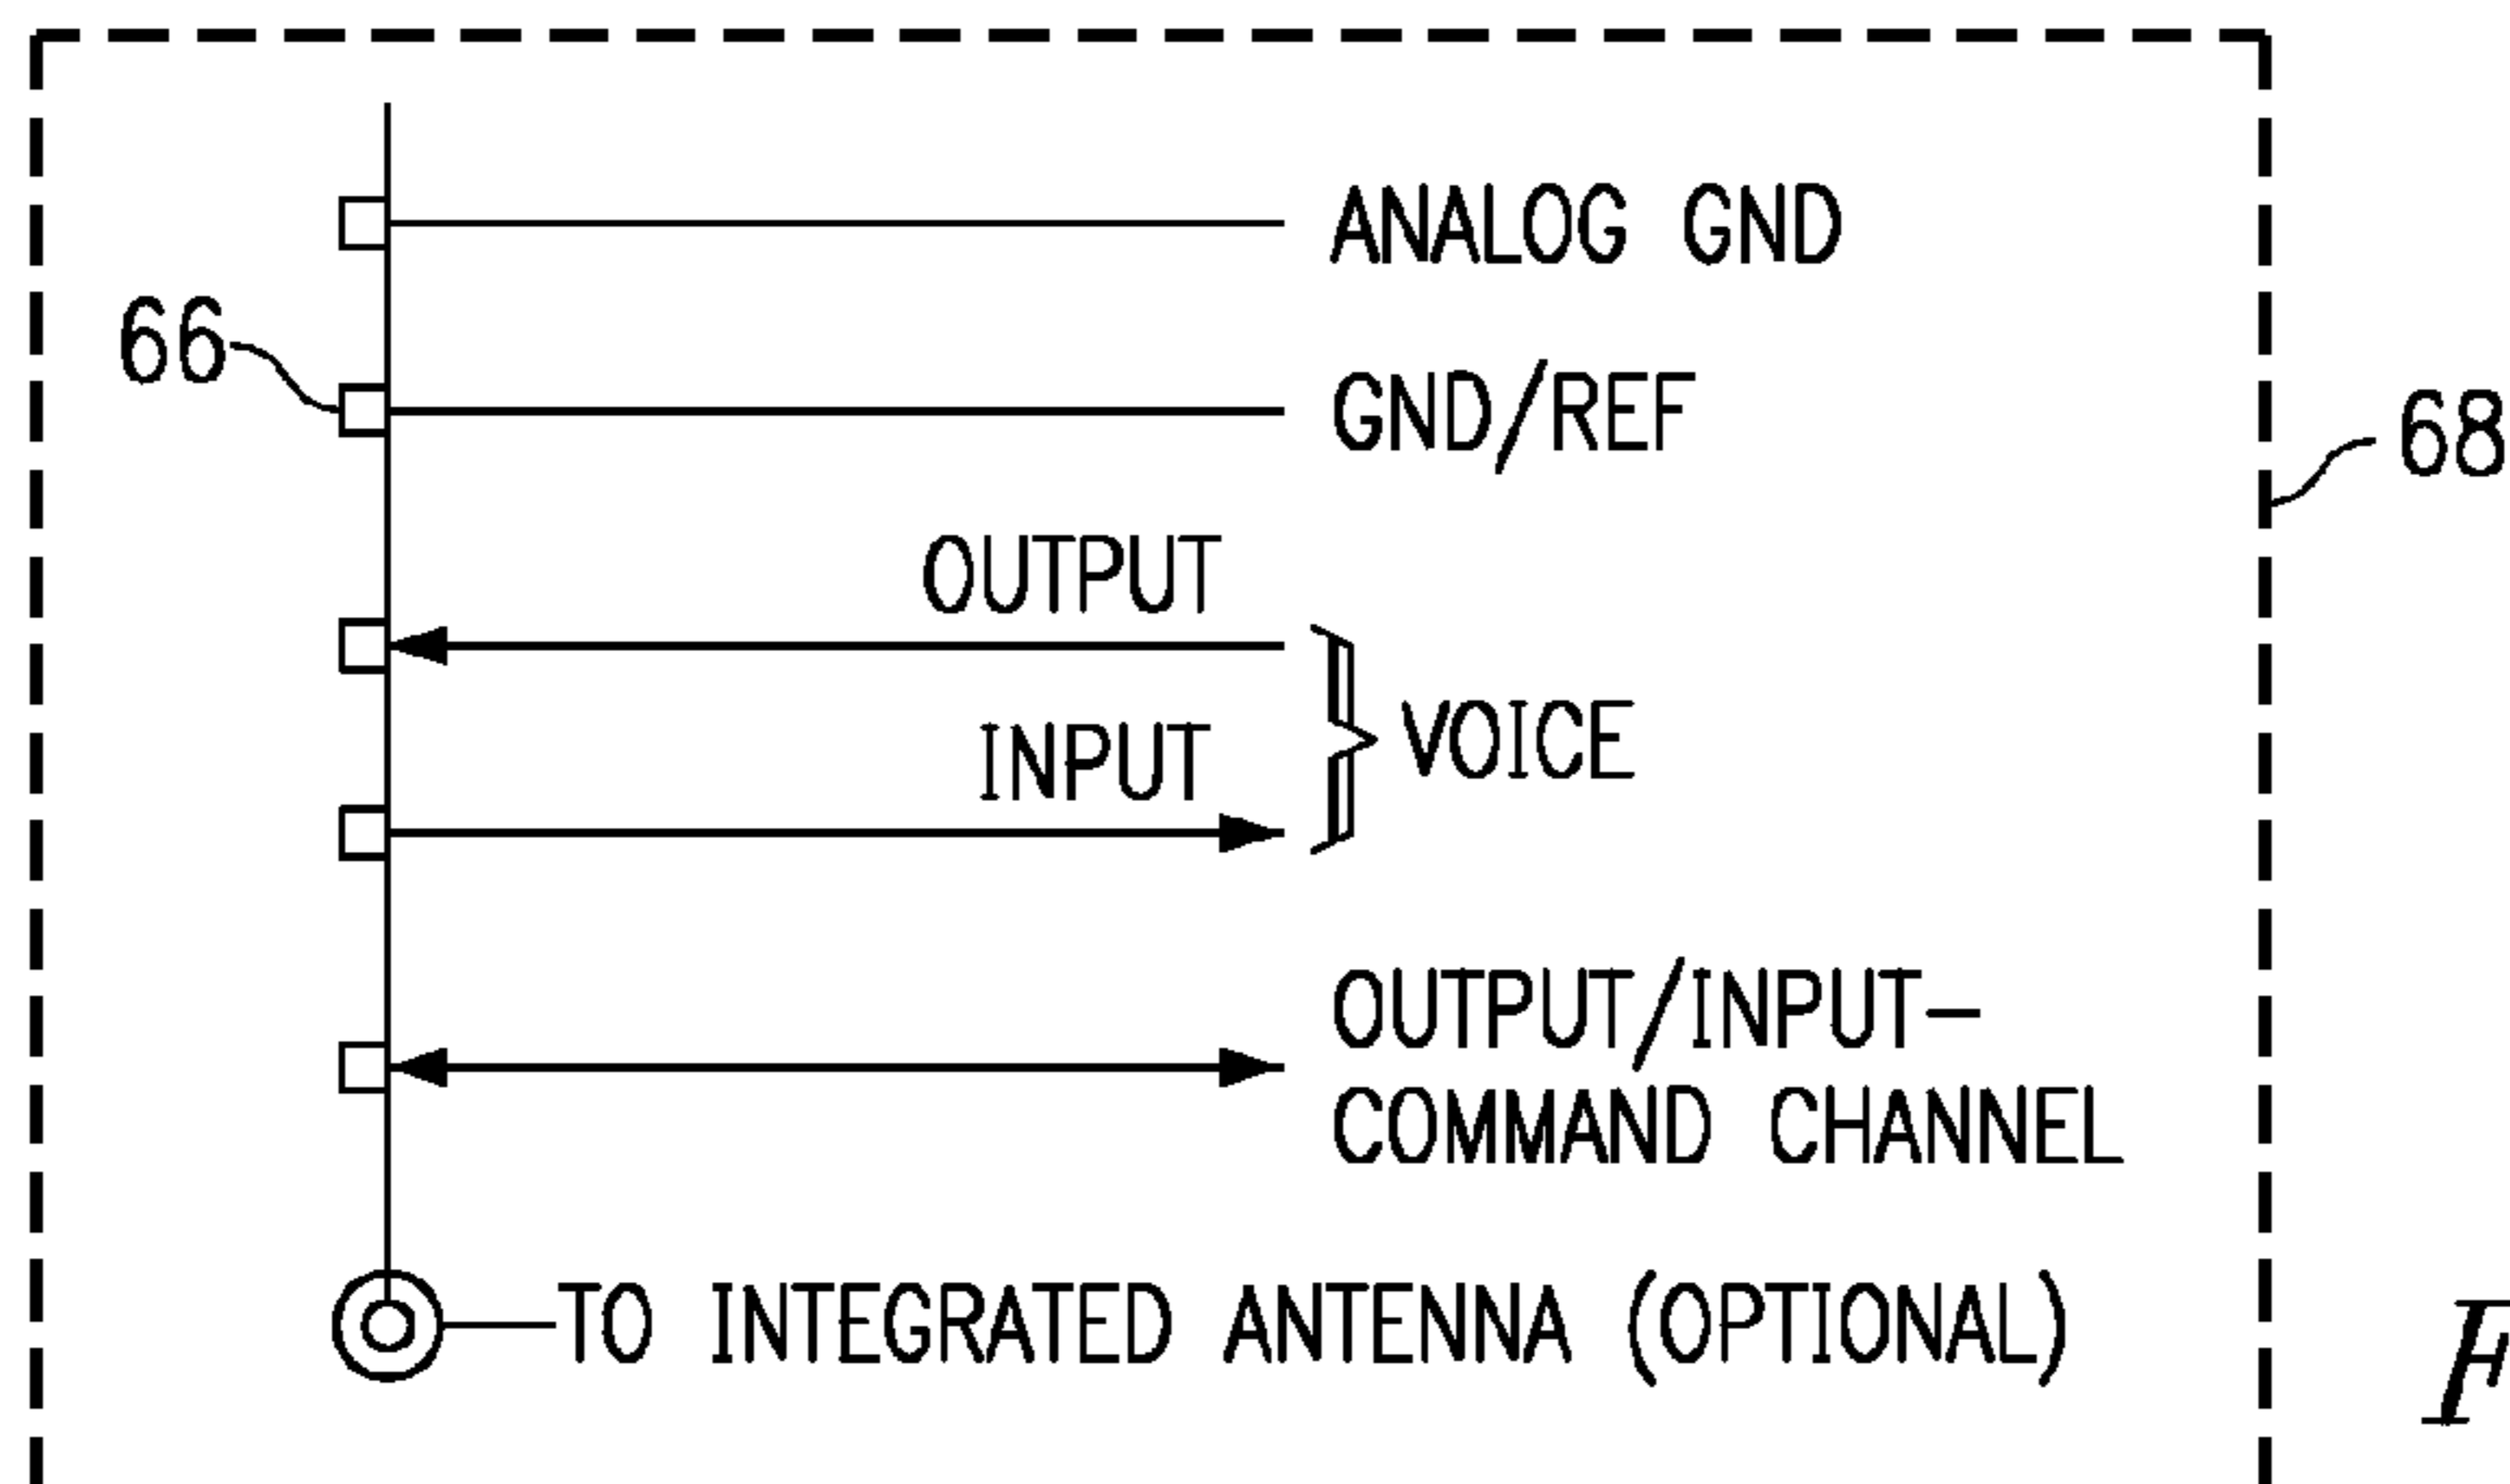 ANALOG GND
66
GND/REF
68
OUTPUT
VOICE
INPUT
OUTPUT/INPUT-
COMMAND CHANNEL
TO INTEGRATED ANTENNA (OPTIONAL)